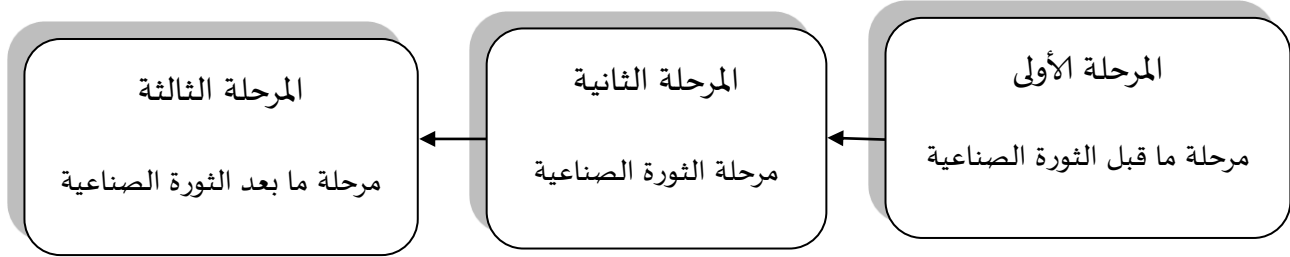 المرحلة الأولى
مرحلة ما قبل الثورة الصناعية
المرحلة الثانية
مرحلة الثورة الصناعية
المرحلة الثالثة
مرحلة ما بعد الثورة الصناعية